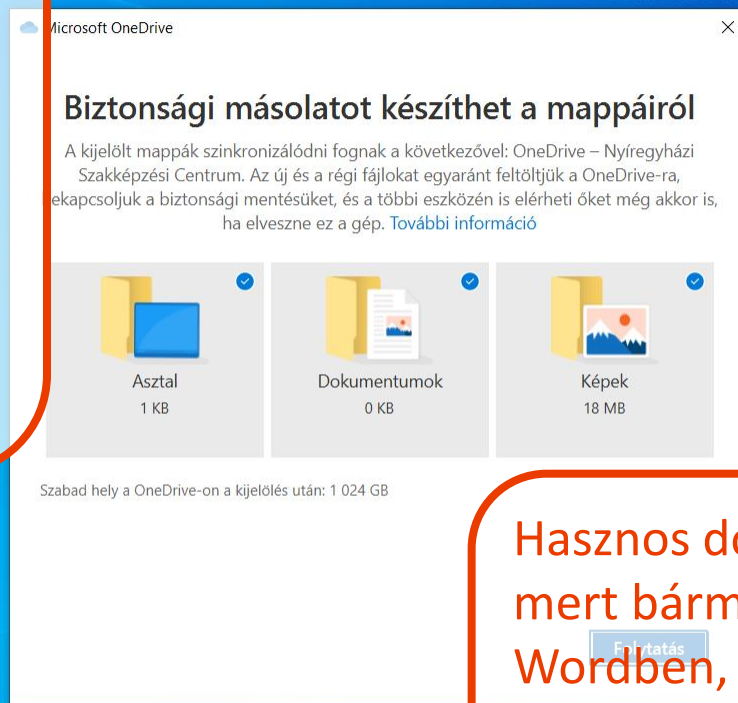 Microsoft OneDrive
Biztonsági másolatot készíthet a mappáiról
A kijelölt mappák szinkronizálódni fognak a következővel: OneDrive – Nyíregyházi
Szakképzési Centrum. Az új és a régi fájlokat egyaránt feltöltjük a OneDrive-ra,
ekapcsoljuk a biztonsági mentésüket, és a többi eszközén is elérheti őket még akkor is,
ha elveszne ez a gép. További információ
Asztal
1 KB
Dokumentumok
0 KB
Képek
18 MB
Szabad hely a OneDrive-on a kijelölés után: 1 024 GB
Hasznos
mert
Folytatás
Wordben,